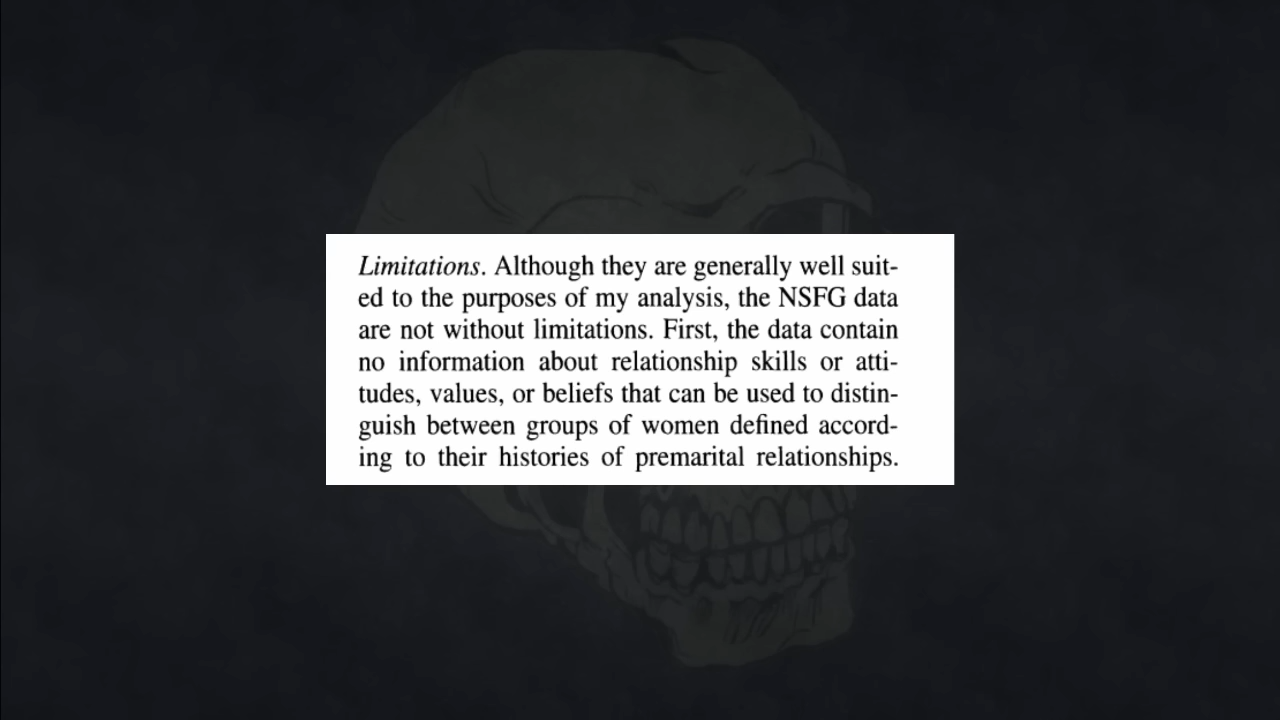 Limitations. Although they are generally well suit-
ed to the purposes of my analysis, the NSFG data
are not without limitations. First, the data contain
no information about relationship skills or atti-
tudes, values, or beliefs that can be used to distin-
guish between groups of women defined accord-
ing to their histories of premarital relationships.